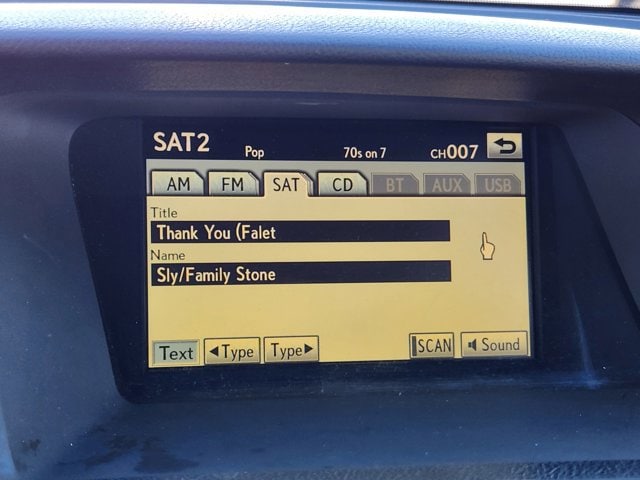 SAT2 Pop 70s on 7 CH007
AM FM SAT CD BT AUX USB
Title
Thank You (Falet
Name
Sly/Family Stone
Text ◀Type Type▶ SCAN Sound